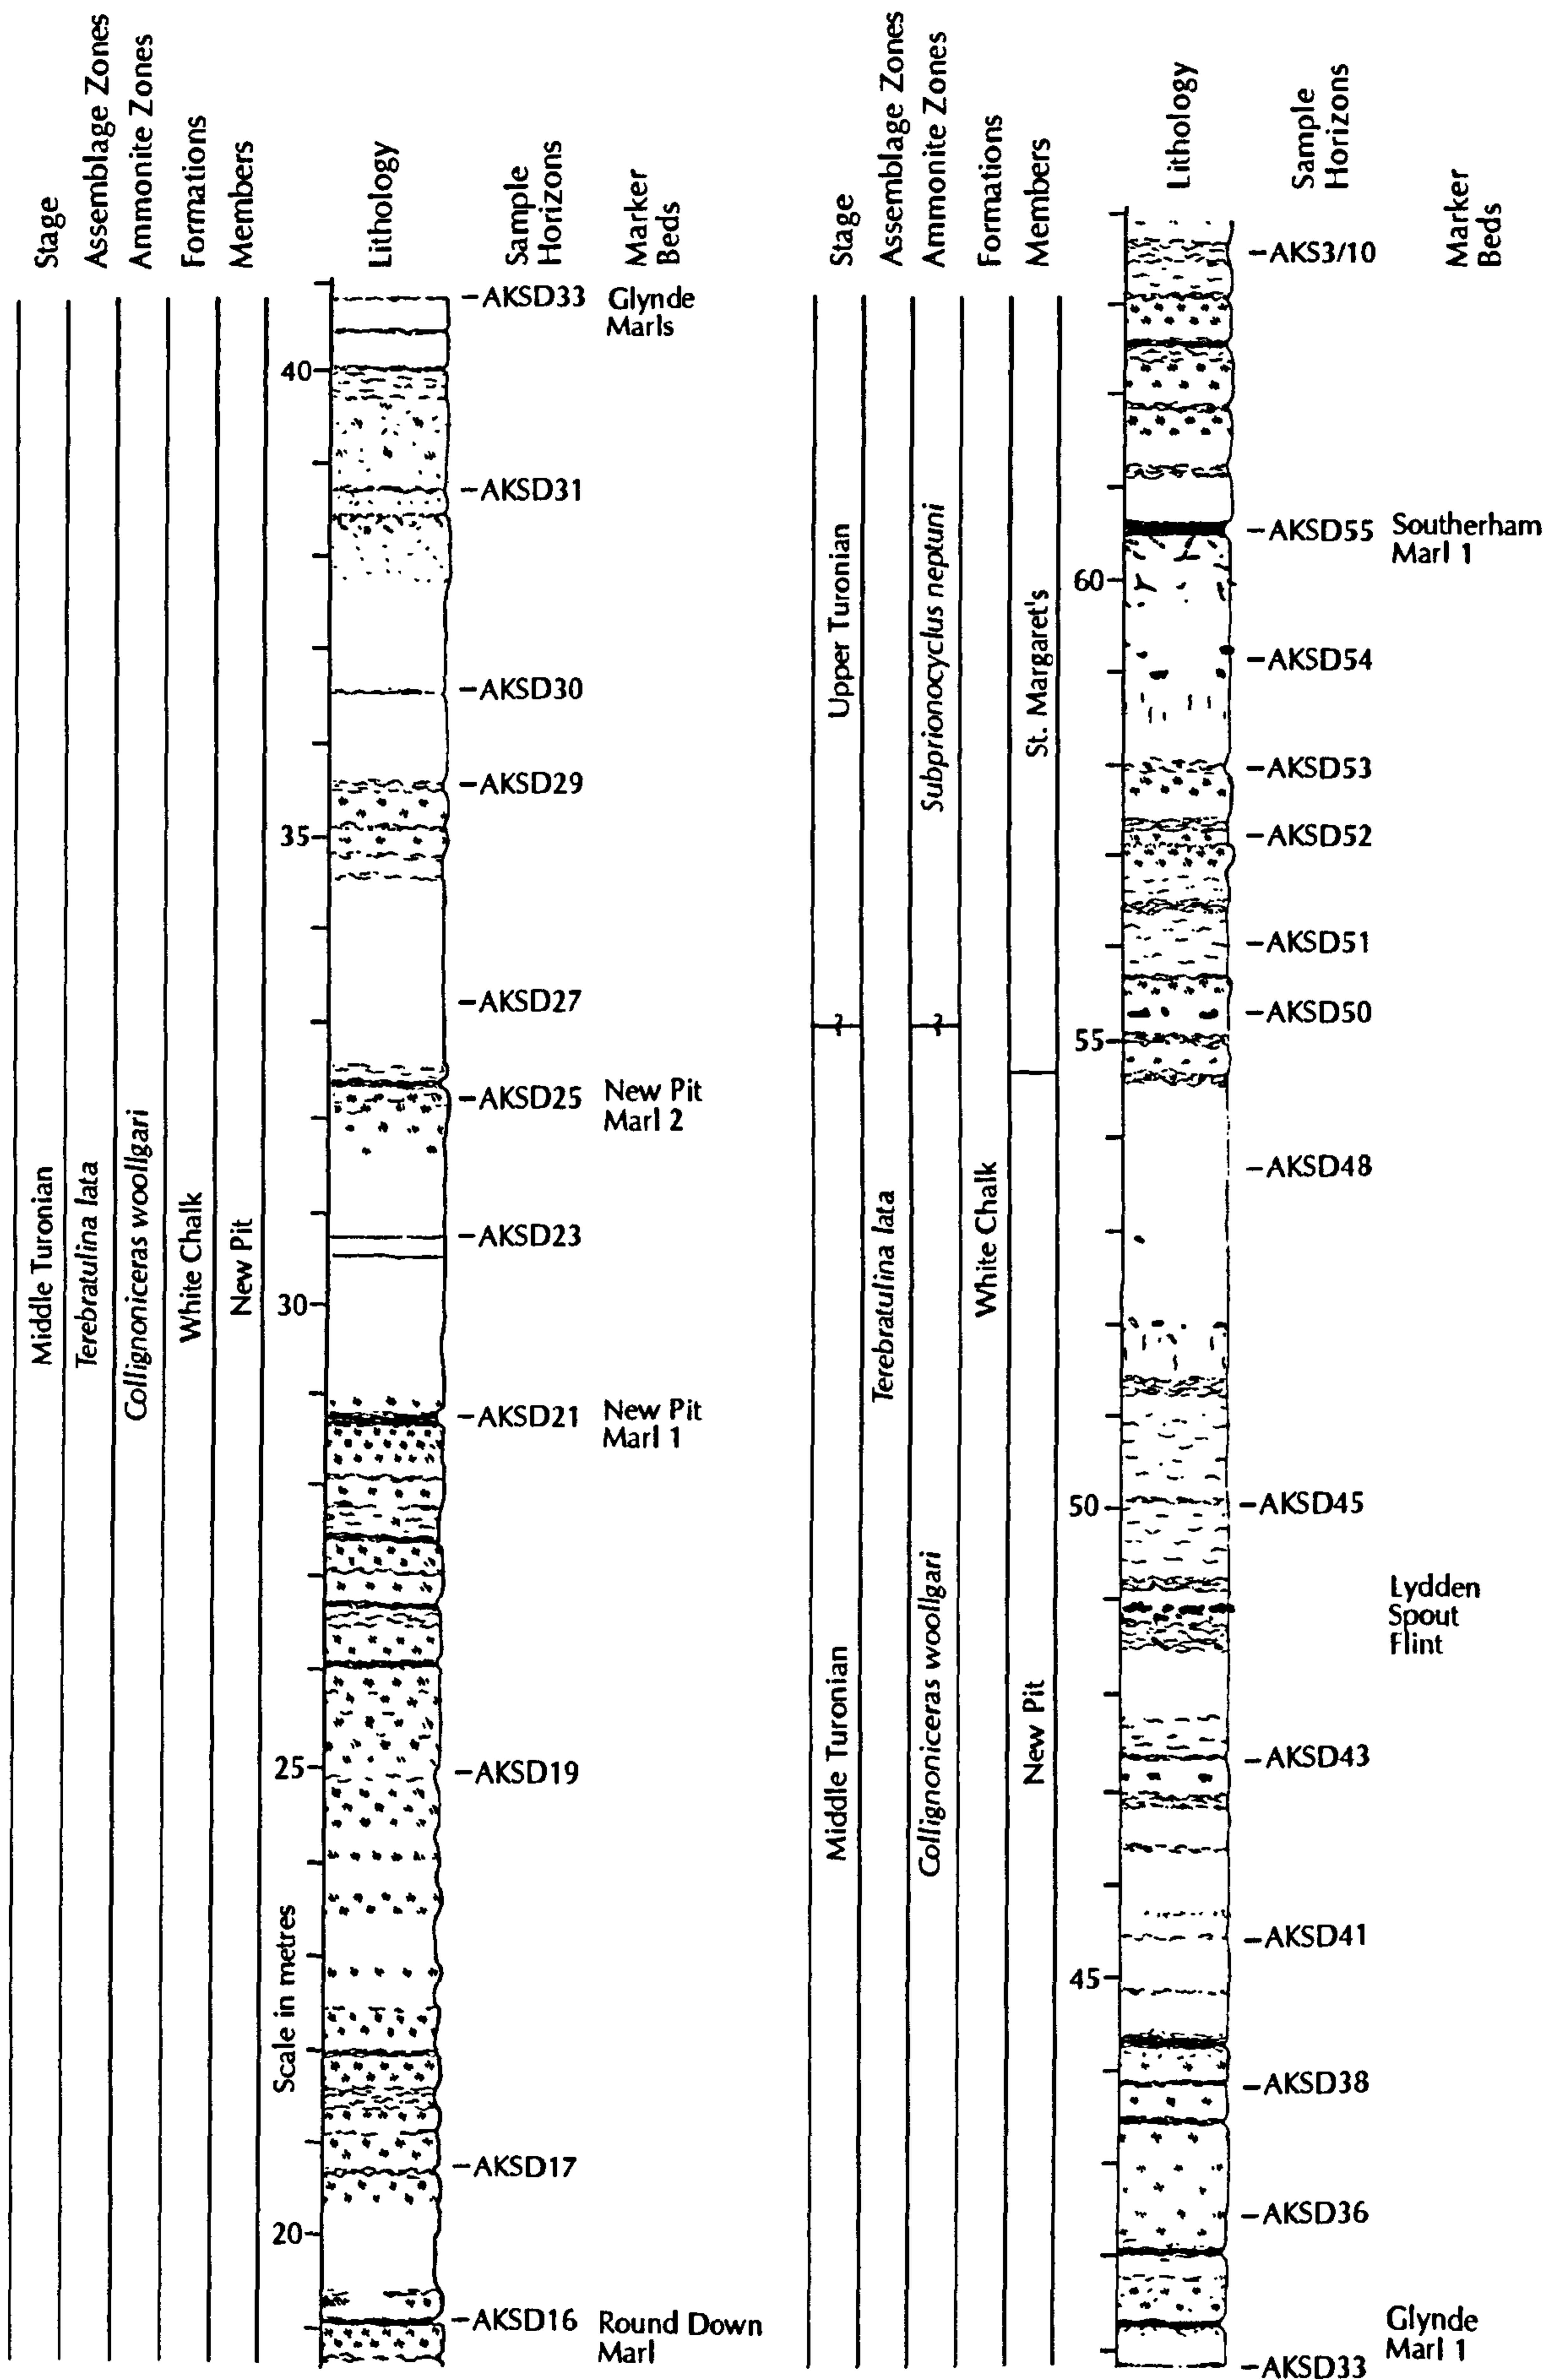 Stage
Assemblage Zones
Ammonite Zones
Formations
Members
Lithology
Sample
Horizons
Marker
Beds
Middle Turonian
Terebratulina lata
Collignoniceras woollgari
White Chalk
New Pit
Scale in metres
40
35
30
25
20
–AKSD33 Glynde
Marls
–AKSD31
–AKSD30
–AKSD29
–AKSD27
–AKSD25 New Pit
Marl 2
–AKSD23
–AKSD21 New Pit
Marl 1
–AKSD19
–AKSD17
–AKSD16 Round Down
Marl
Stage
Assemblage Zones
Ammonite Zones
Formations
Members
Lithology
Sample
Horizons
Marker
Beds
Upper Turonian
Subprionocyclus neptuni
St. Margaret's
?
?
Terebratulina lata
White Chalk
Middle Turonian
Collignoniceras woollgari
New Pit
60
55
50
45
–AKS3/10
–AKSD55 Southerham
Marl 1
–AKSD54
–AKSD53
–AKSD52
–AKSD51
–AKSD50
–AKSD48
–AKSD45
Lydden
Spout
Flint
–AKSD43
–AKSD41
–AKSD38
–AKSD36
Glynde
Marl 1
–AKSD33